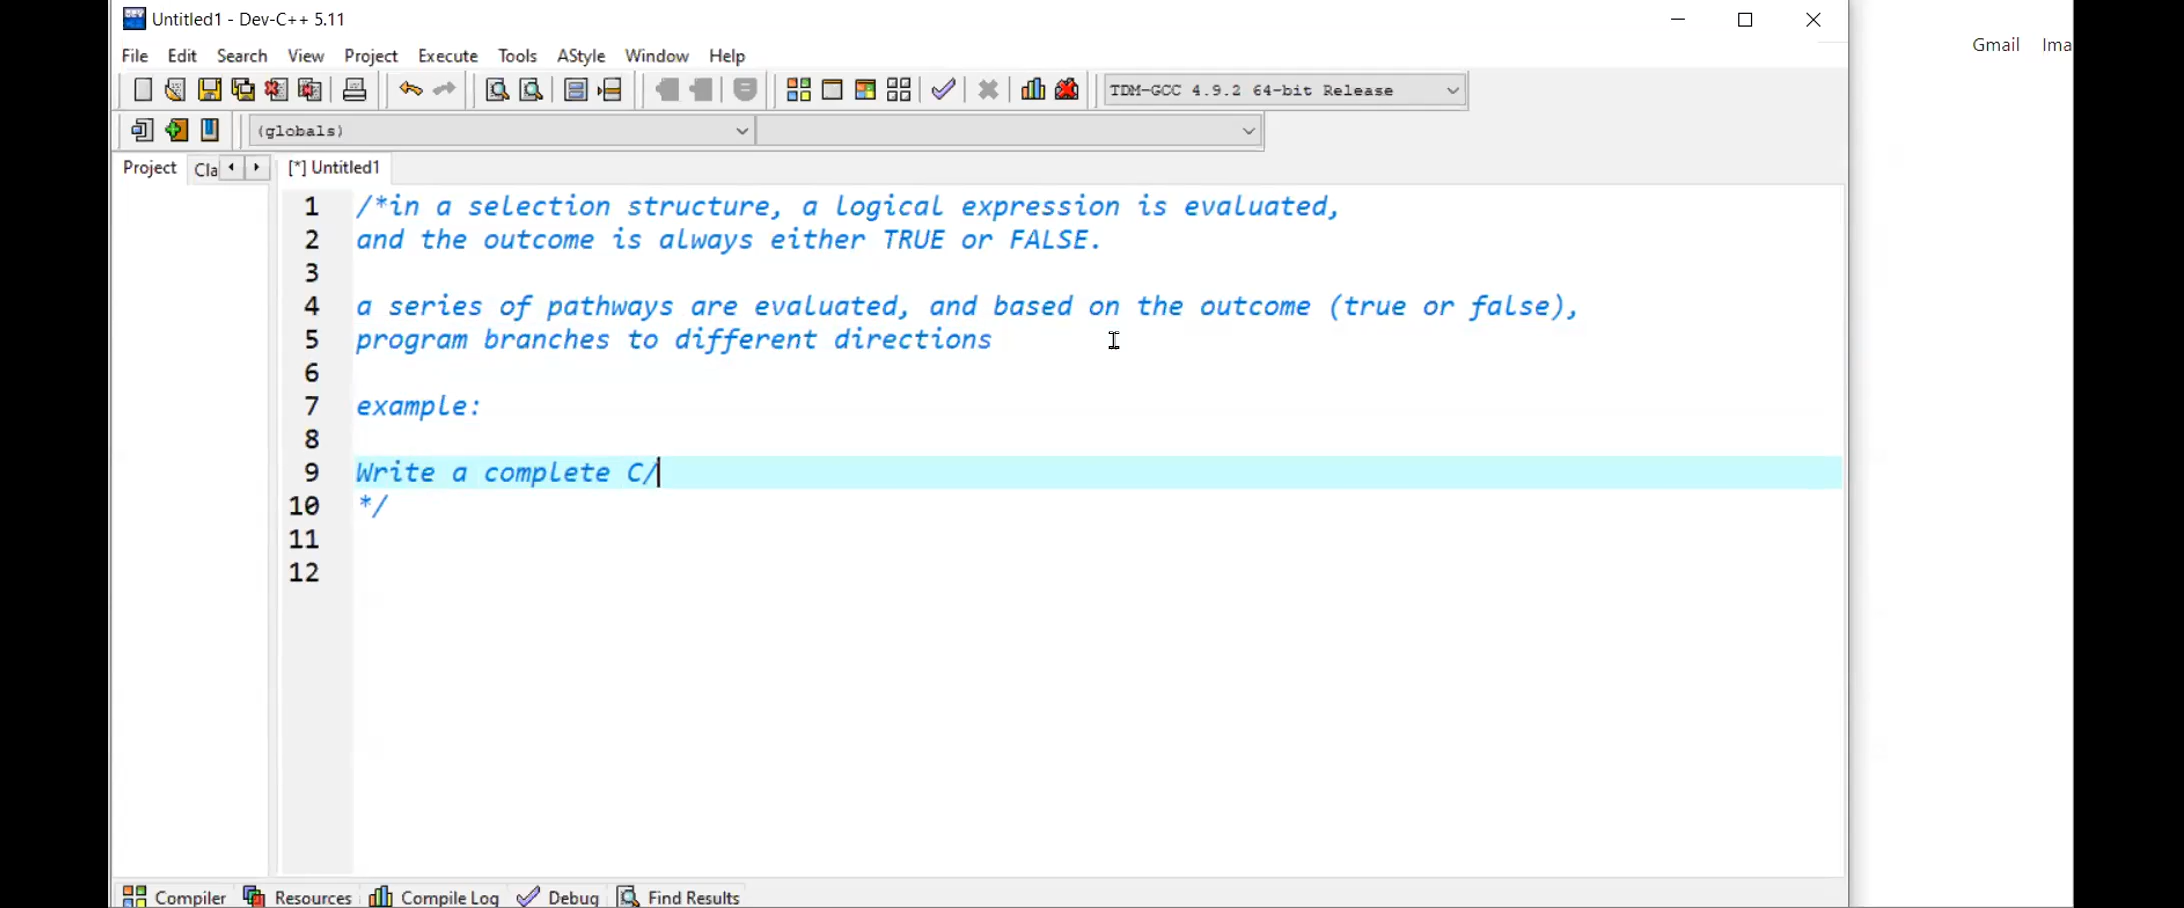 Untitled1 - Dev-C++ 5.11
Gmail Ima
File Edit Search View Project Execute Tools AStyle Window Help
TDM-GCC 4.9.2 64-bit Release
(globals)
Project Cla [*] Untitled1
1 /*in a selection structure, a logical expression is evaluated,
2 and the outcome is always either TRUE or FALSE.
3
4 a series of pathways are evaluated, and based on the outcome (true or false),
5 program branches to different directions
6
7 example:
8
9 Write a complete C/
10 */
11
12
Compiler Resources Compile Log Debug Find Results